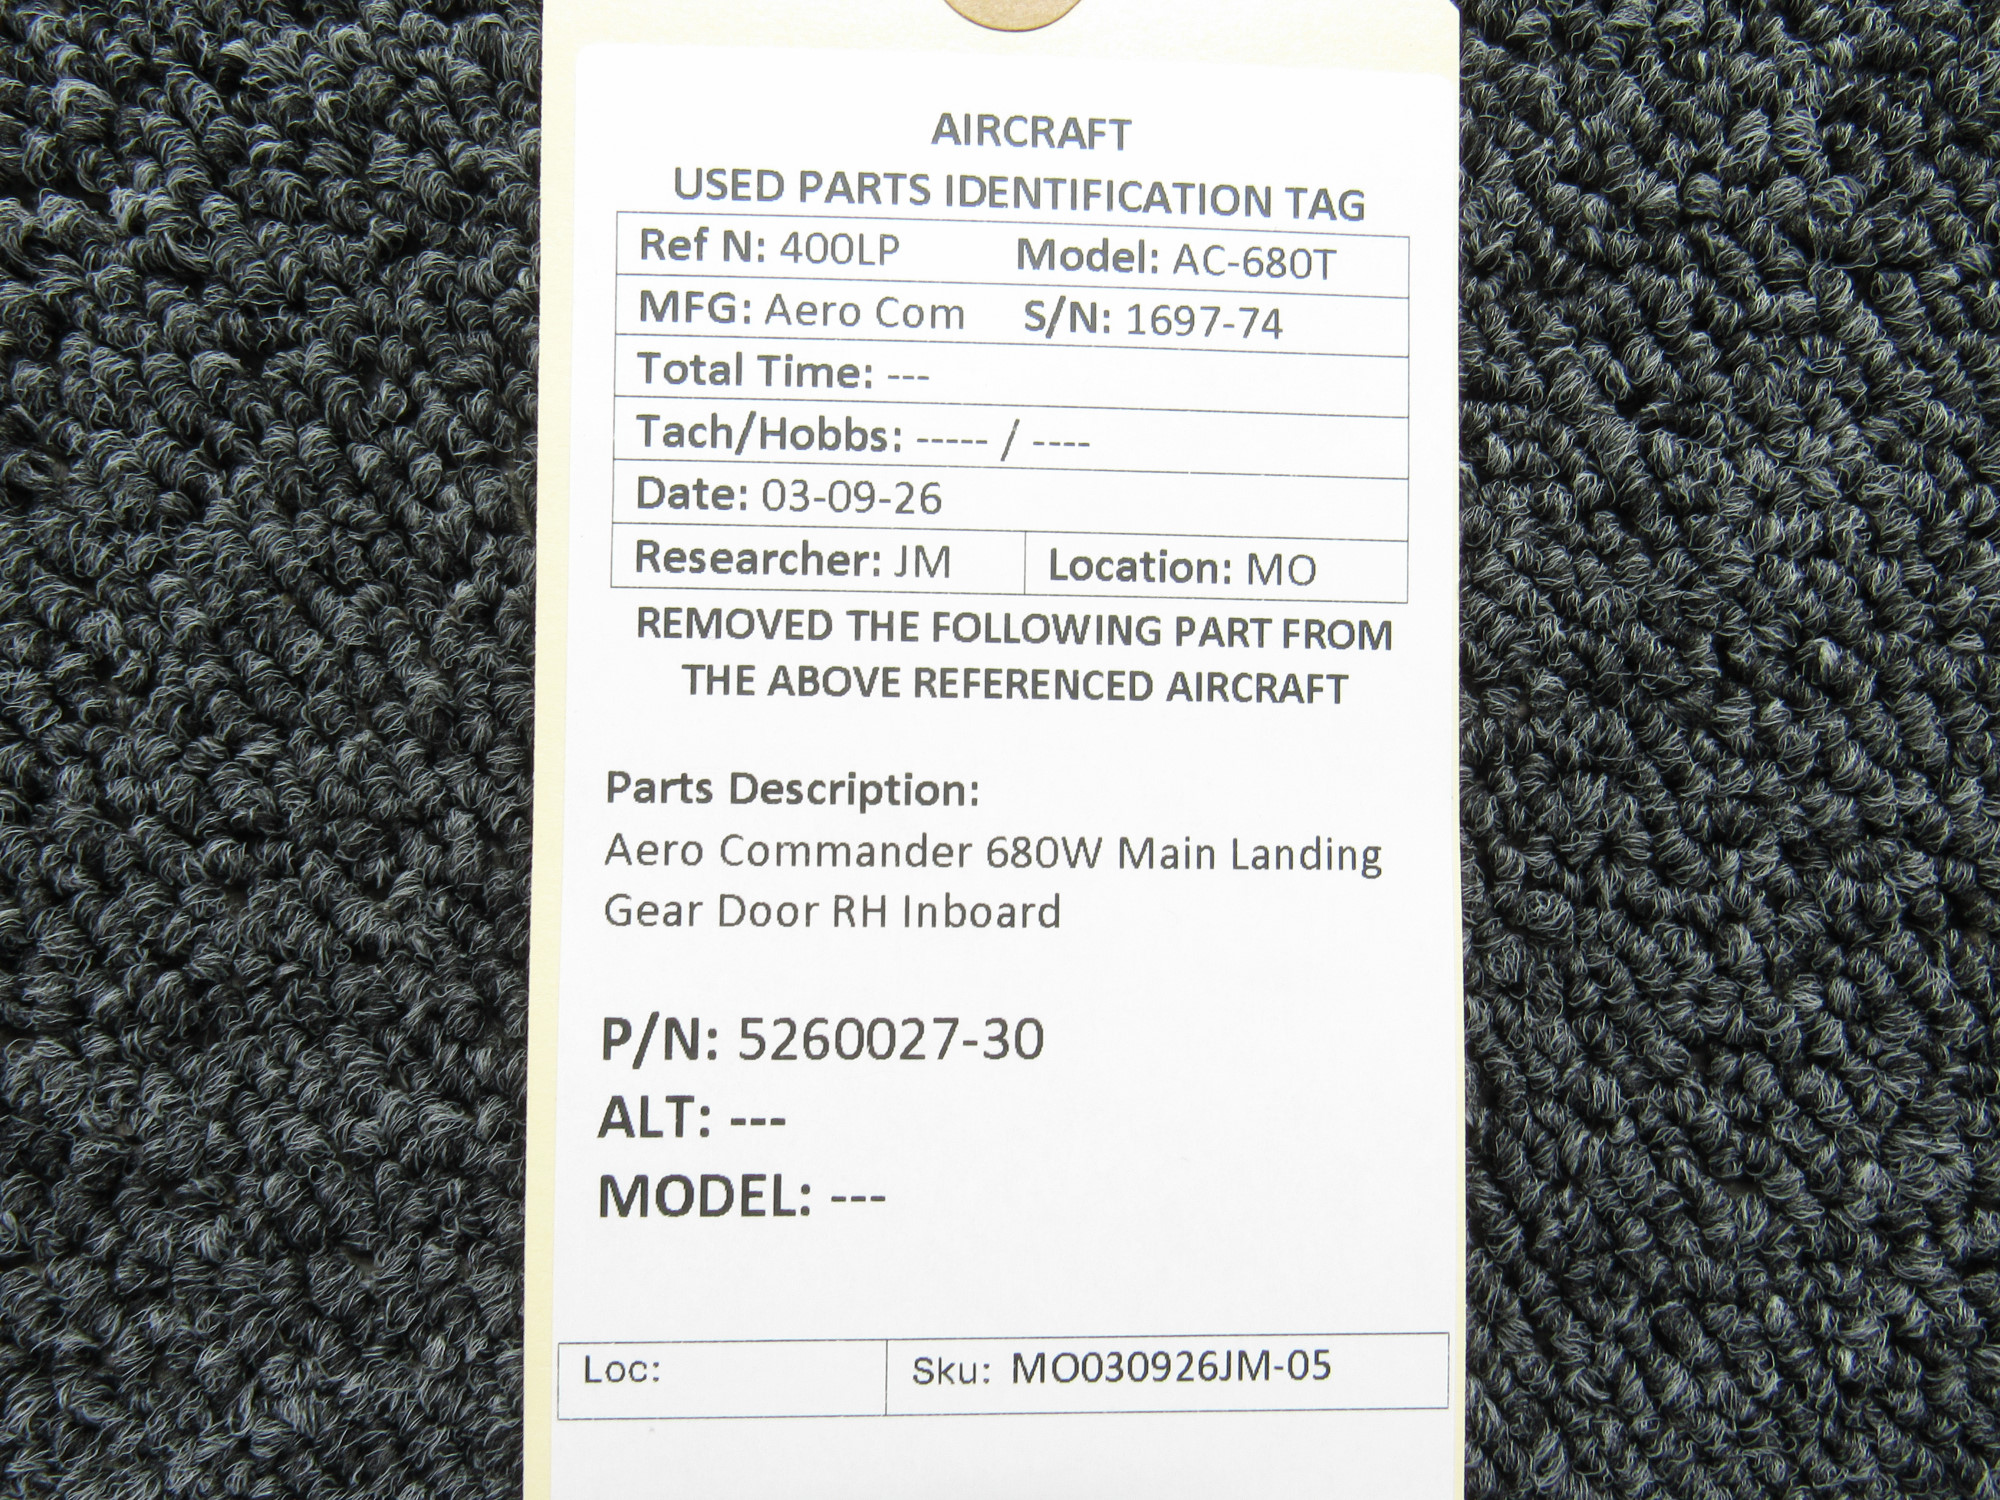 AIRCRAFT
USED PARTS IDENTIFICATION TAG
Ref N: 400LP Model: AC-680T
MFG: Aero Com S/N: 1697-74
Total Time: ---
Tach/Hobbs: ----- / ----
Date: 03-09-26
Researcher: JM Location: MO
REMOVED THE FOLLOWING PART FROM
THE ABOVE REFERENCED AIRCRAFT
Parts Description:
Aero Commander 680W Main Landing
Gear Door RH Inboard
P/N: 5260027-30
ALT: ---
MODEL: ---
Loc: Sku: MO030926JM-05